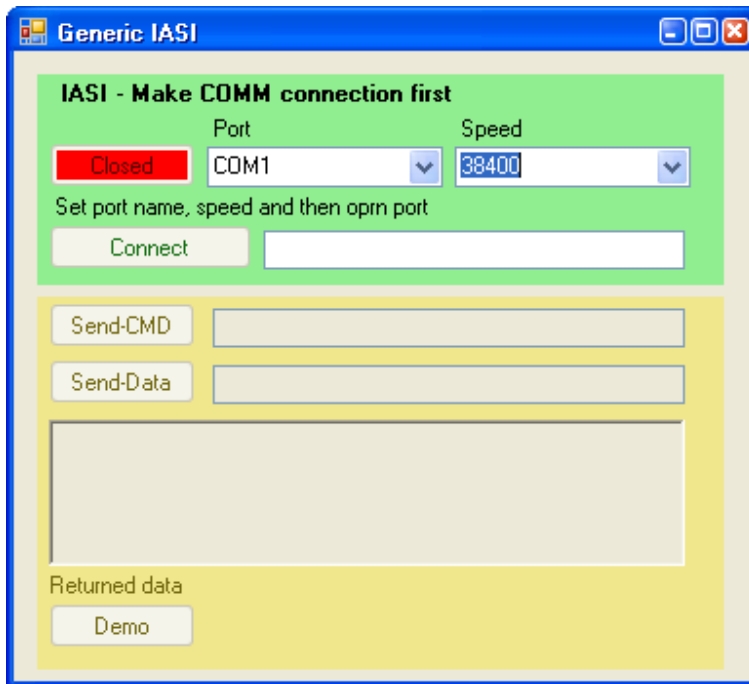 Generic IASI
IASI - Make COMM connection first
Port Speed
Closed COM1 38400
Set port name, speed and then oprn port
Connect
Send-CMD
Send-Data
Returned data
Demo